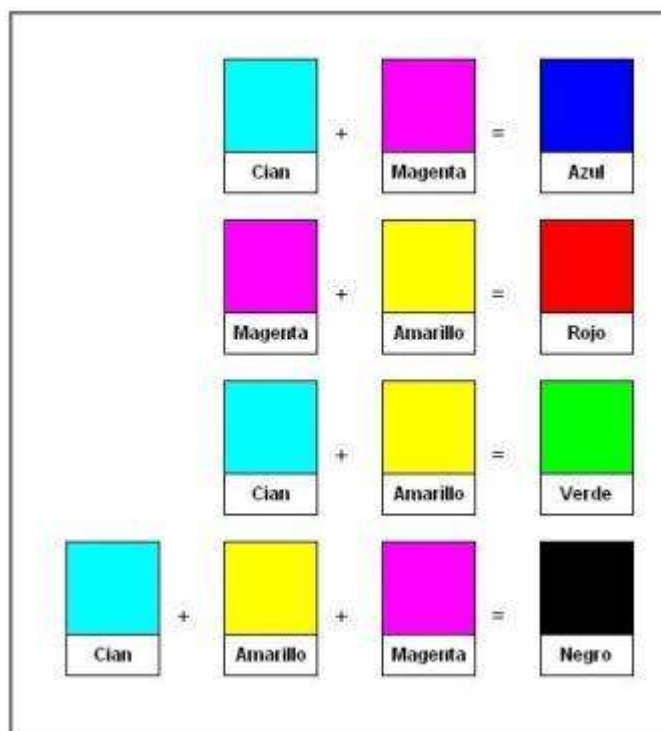 + =
Cian Magenta Azul
+ =
Magenta Amarillo Rojo
+ =
Cian Amarillo Verde
+ + =
Cian Amarillo Magenta Negro